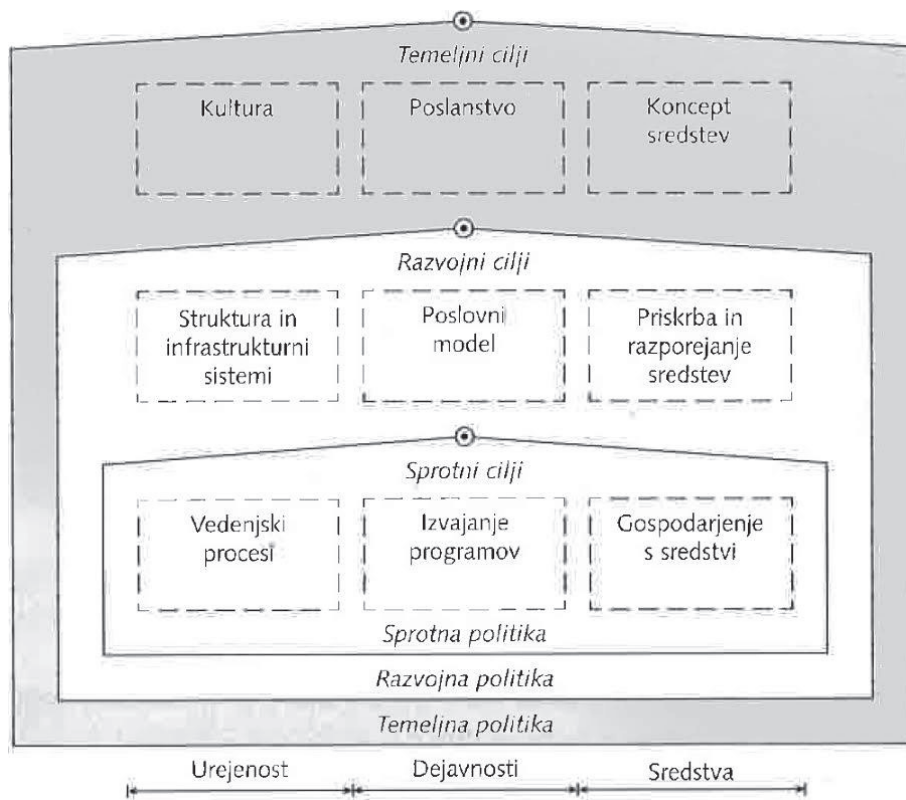 Temeljni cilji
Kultura
Poslanstvo
Koncept
sredstev
Razvojni cilji
Struktura in
infrastrukturni
sistemi
Poslovni
model
Priskrba in
razporejanje
sredstev
Sprotni cilji
Vedenjski
procesi
Izvajanje
programov
Gospodarjenje
s sredstvi
Sprotna politika
Razvojna politika
Temeljna politika
Urejenost
Dejavnosti
Sredstva